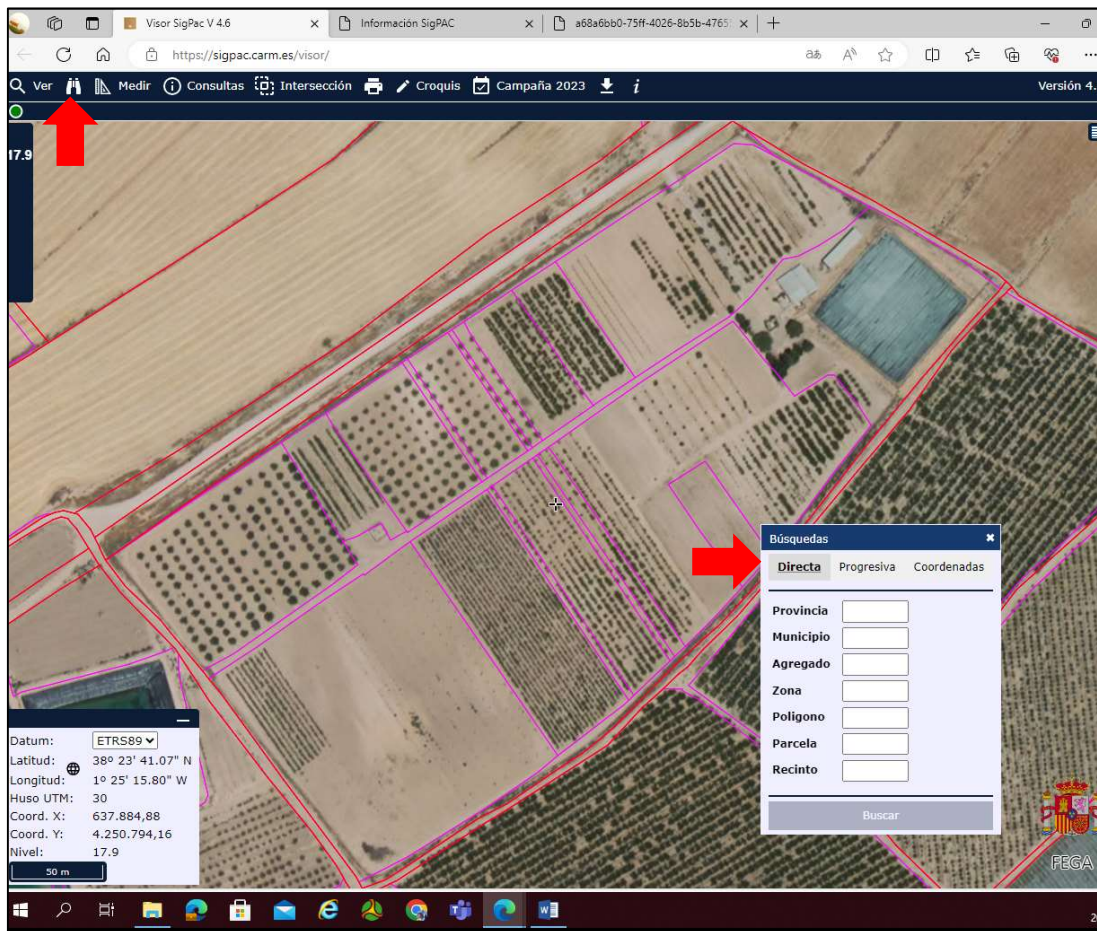 Visor SigPac V 4.6
Información SigPAC
a68a6bb0-75ff-4026-8b5b-4765
https://sigpac.carm.es/visor/
Ver Medir Consultas Intersección Croquis Campaña 2023 i Versión 4.
17.9
Búsquedas
Directa Progresiva Coordenadas
Provincia
Municipio
Agregado
Zona
Poligono
Parcela
Recinto
Buscar
Datum: ETRS89
Latitud: 38º 23' 41.07" N
Longitud: 1º 25' 15.80" W
Huso UTM: 30
Coord. X: 637.884,88
Coord. Y: 4.250.794,16
Nivel: 17.9
50 m
FEGA